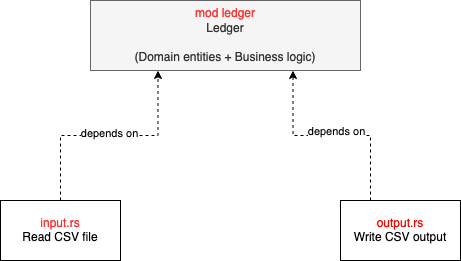 mod ledger
Ledger
(Domain entities + Business logic)
depends on
depends on
input.rs
Read CSV file
output.rs
Write CSV output